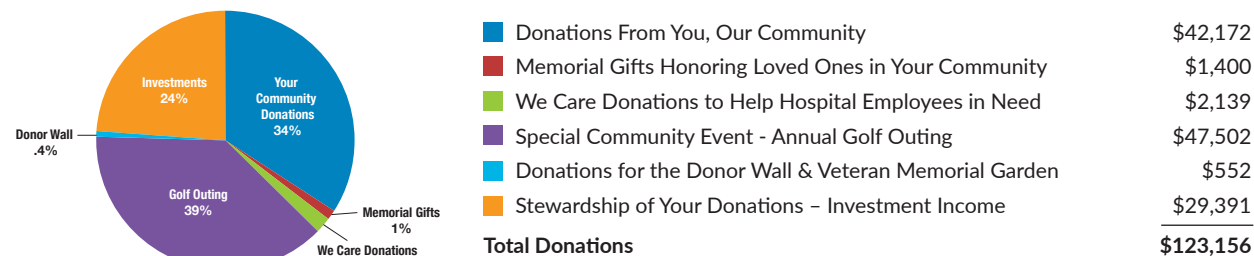 Investments
24%
Your
Community
Donations
34%
Donor Wall
.4%
Golf Outing
39%
Memorial Gifts
1%
We Care Donations
Donations From You, Our Community $42,172
Memorial Gifts Honoring Loved Ones in Your Community $1,400
We Care Donations to Help Hospital Employees in Need $2,139
Special Community Event - Annual Golf Outing $47,502
Donations for the Donor Wall & Veteran Memorial Garden $552
Stewardship of Your Donations – Investment Income $29,391
Total Donations $123,156